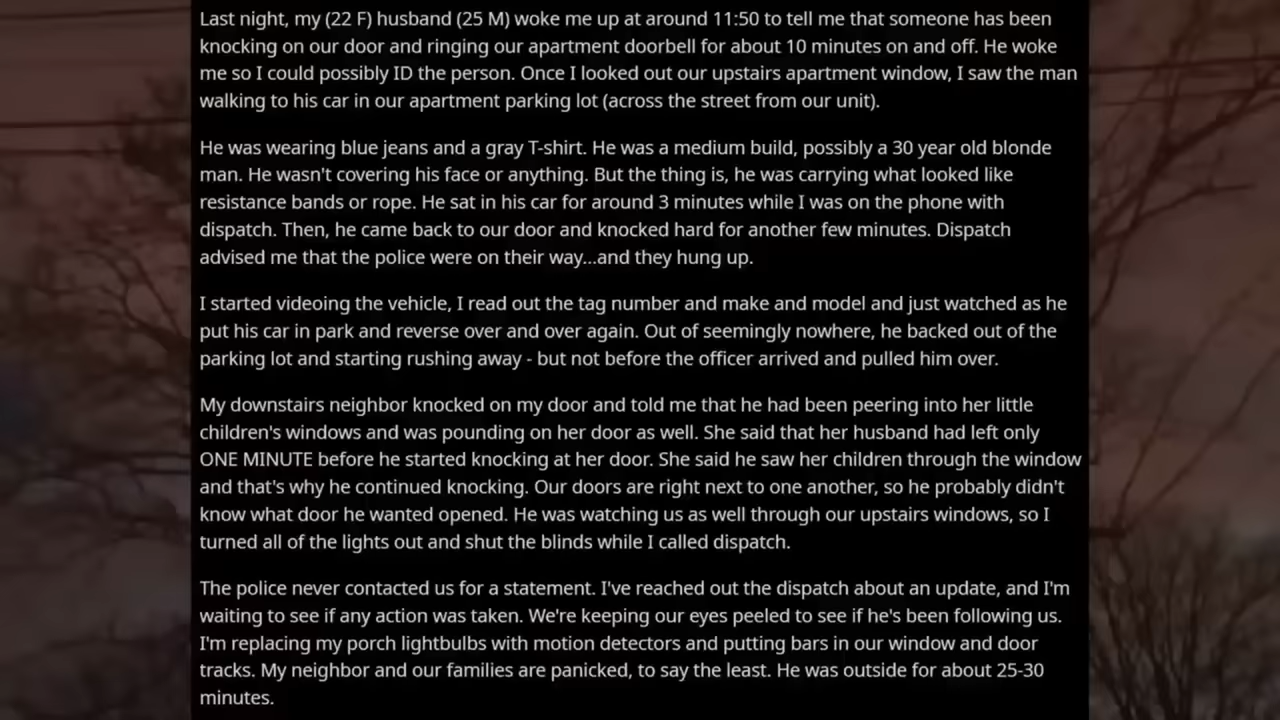 Last night, my (22 F) husband (25 M) woke me up at around 11:50 to tell me that someone has been
knocking on our door and ringing our apartment doorbell for about 10 minutes on and off. He woke
me so I could possibly ID the person. Once I looked out our upstairs apartment window, I saw the man
walking to his car in our apartment parking lot (across the street from our unit).
He was wearing blue jeans and a gray T-shirt. He was a medium build, possibly a 30 year old blonde
man. He wasn't covering his face or anything. But the thing is, he was carrying what looked like
resistance bands or rope. He sat in his car for around 3 minutes while I was on the phone with
dispatch. Then, he came back to our door and knocked hard for another few minutes. Dispatch
advised me that the police were on their way...and they hung up.
I started videoing the vehicle, I read out the tag number and make and model and just watched as he
put his car in park and reverse over and over again. Out of seemingly nowhere, he backed out of the
parking lot and starting rushing away - but not before the officer arrived and pulled him over.
My downstairs neighbor knocked on my door and told me that he had been peering into her little
children's windows and was pounding on her door as well. She said that her husband had left only
ONE MINUTE before he started knocking at her door. She said he saw her children through the window
and that's why he continued knocking. Our doors are right next to one another, so he probably didn't
know what door he wanted opened. He was watching us as well through our upstairs windows, so I
turned all of the lights out and shut the blinds while I called dispatch.
The police never contacted us for a statement. I've reached out the dispatch about an update, and I'm
waiting to see if any action was taken. We're keeping our eyes peeled to see if he's been following us.
I'm replacing my porch lightbulbs with motion detectors and putting bars in our window and door
tracks. My neighbor and our families are panicked, to say the least. He was outside for about 25-30
minutes.